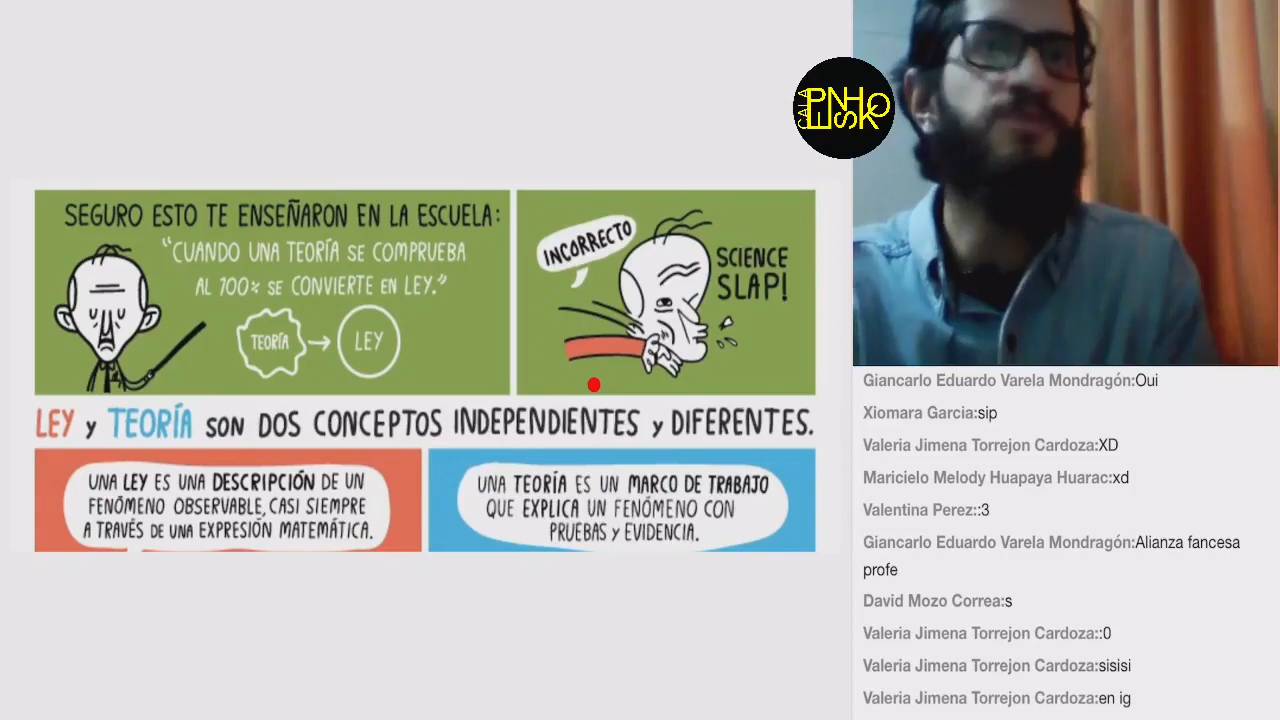 SEGURO ESTO TE ENSEÑARON EN LA ESCUELA:
"CUANDO UNA TEORÍA SE COMPRUEBA
AL 100% SE CONVIERTE EN LEY."
TEORÍA
LEY
INCORRECTO
SCIENCE
SLAP!
LEY y TEORÍA SON DOS CONCEPTOS INDEPENDIENTES y DIFERENTES.
UNA LEY ES UNA DESCRIPCIÓN DE UN
FENÓMENO OBSERVABLE, CASI SIEMPRE
A TRAVÉS DE UNA EXPRESIÓN MATEMÁTICA.
UNA TEORÍA ES UN MARCO DE TRABAJO
QUE EXPLICA UN FENÓMENO CON
PRUEBAS y EVIDENCIA.
Giancarlo Eduardo Varela Mondragón:Oui
Xiomara Garcia:sip
Valeria Jimena Torrejon Cardoza:XD
Maricielo Melody Huapaya Huarac:xd
Valentina Perez::3
Giancarlo Eduardo Varela Mondragón:Alianza fancesa
profe
David Mozo Correa:s
Valeria Jimena Torrejon Cardoza::0
Valeria Jimena Torrejon Cardoza:sisisi
Valeria Jimena Torrejon Cardoza:en ig